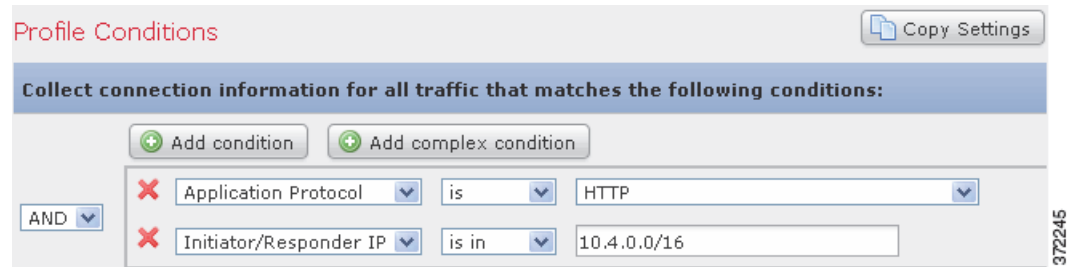 Profile Conditions
Copy Settings
Collect connection information for all traffic that matches the following conditions:
Add condition
Add complex condition
Application Protocol is HTTP
AND
Initiator/Responder IP is in 10.4.0.0/16
372245